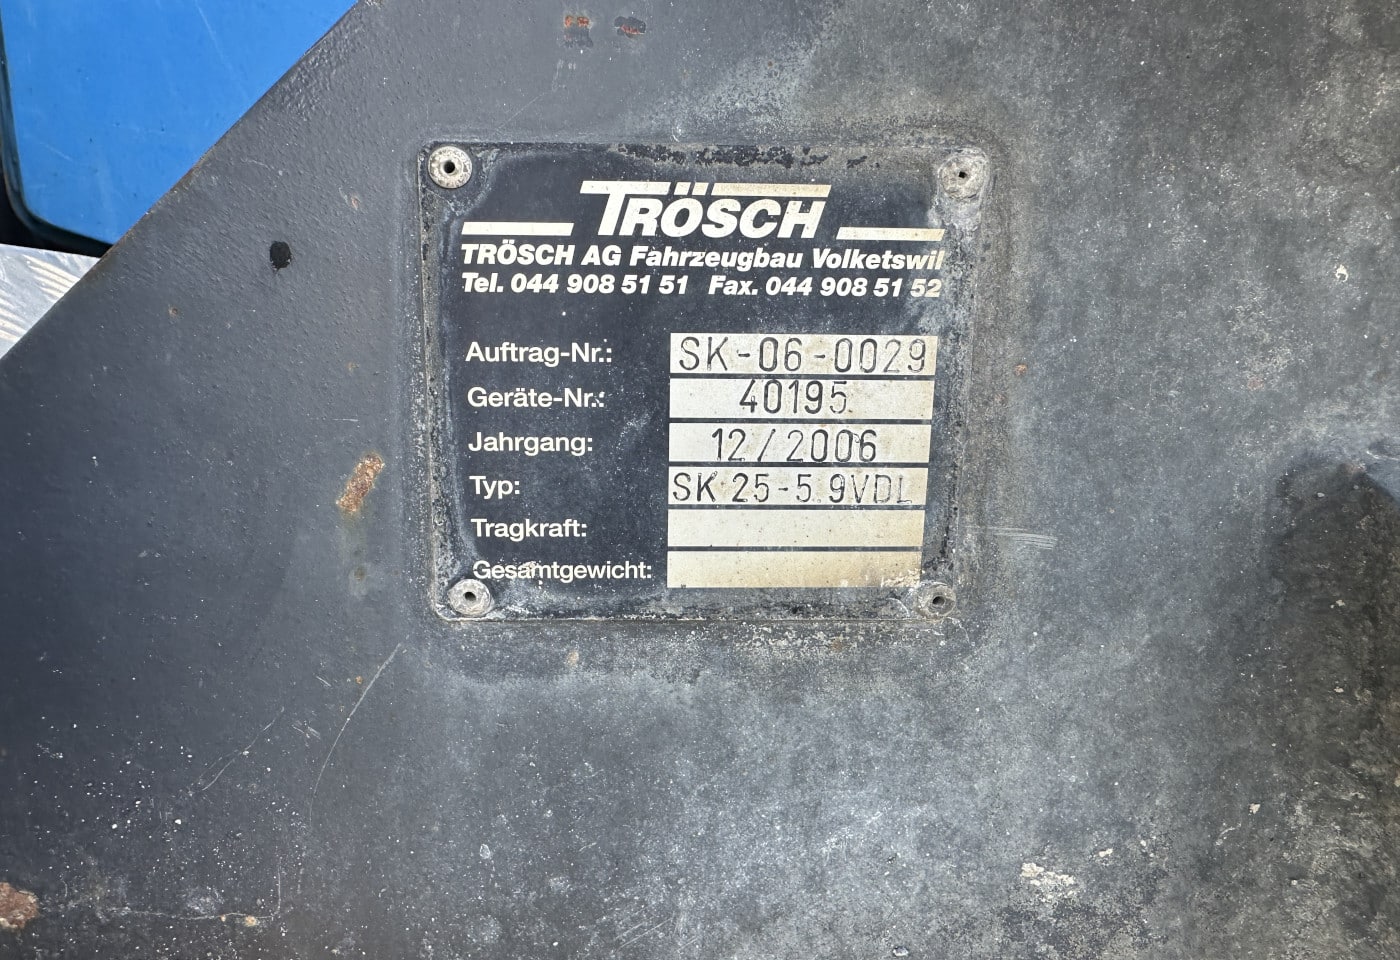 TRÖSCH
TRÖSCH AG Fahrzeugbau Volketswil
Tel. 044 908 51 51 Fax. 044 908 51 52
Auftrag-Nr.: SK-06-0029
Geräte-Nr.: 40195
Jahrgang: 12/2006
Typ: SK 25-5.9VDL
Tragkraft:
Gesamtgewicht: